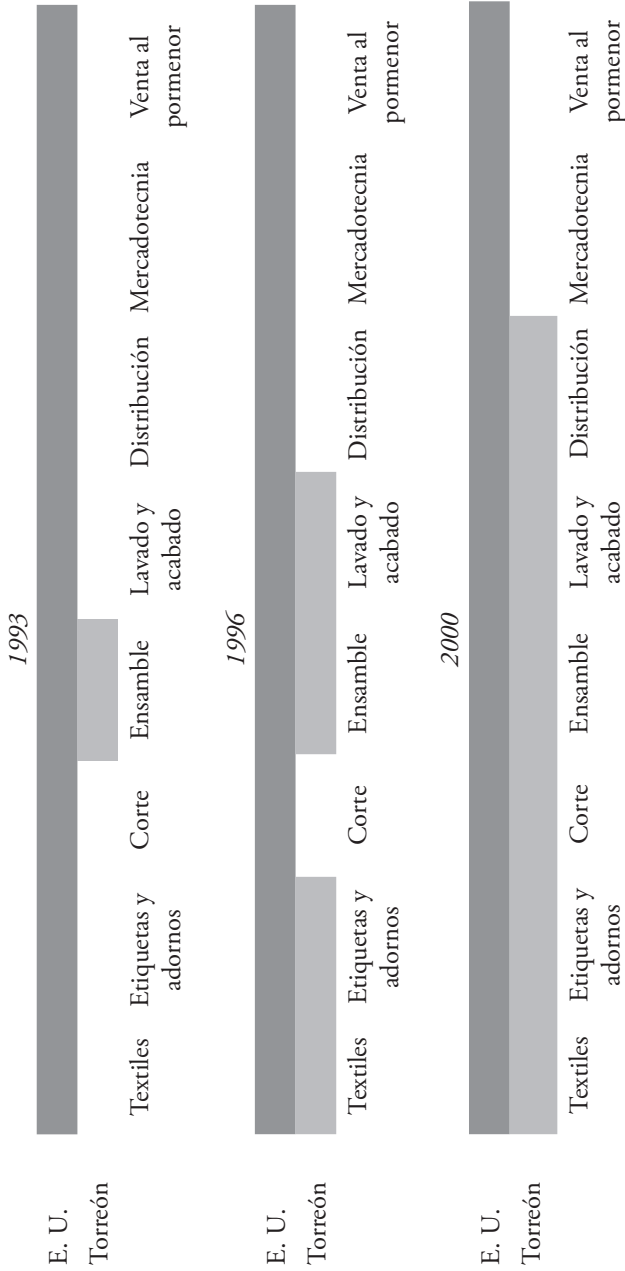 1993
E. U.
Torreón
Textiles
Etiquetas y
adornos
Corte
Ensamble
Lavado y
acabado
Distribución
Mercadotecnia
Venta al
pormenor
1996
E. U.
Torreón
Textiles
Etiquetas y
adornos
Corte
Ensamble
Lavado y
acabado
Distribución
Mercadotecnia
Venta al
pormenor
2000
E. U.
Torreón
Textiles
Etiquetas y
adornos
Corte
Ensamble
Lavado y
acabado
Distribución
Mercadotecnia
Venta al
pormenor